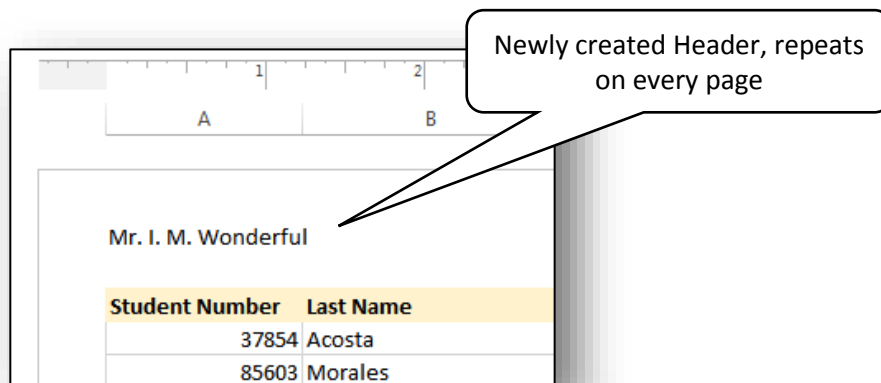 Newly created Header, repeats
on every page
1 2
A B
Mr. I. M. Wonderful
Student Number Last Name
37854 Acosta
85603 Morales